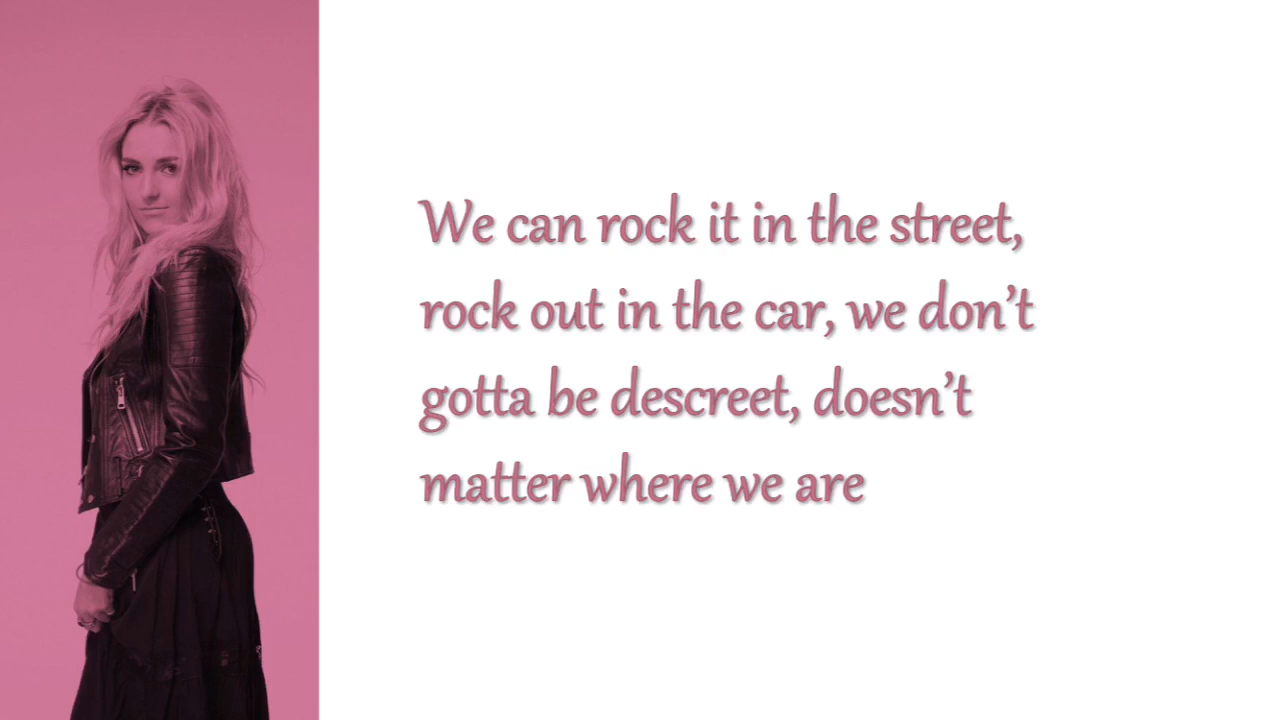 We can rock it in the street,
rock out in the car, we don’t
gotta be descreet, doesn’t
matter where we are